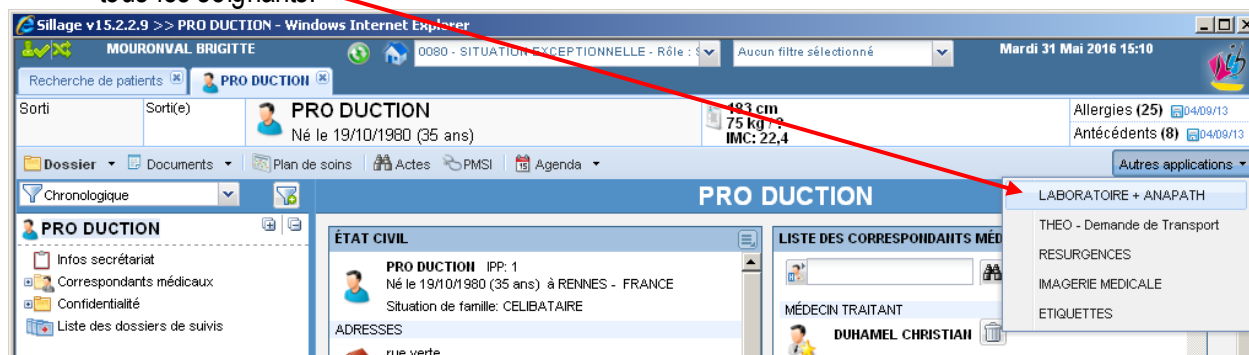 tous les soignants.
Sillage v15.2.2.9 >> PRO DUCTION - Windows Internet Explorer
MOURONVAL BRIGITTE
0080 - SITUATION EXCEPTIONNELLE - Rôle :
Aucun filtre sélectionné
Mardi 31 Mai 2016 15:10
Recherche de patients
PRO DUCTION
Sorti
Sorti(e)
PRO DUCTION
Né le 19/10/1980 (35 ans)
183 cm
75 kg / ?
IMC: 22,4
Allergies (25) 04/09/13
Antécédents (8) 04/09/13
Dossier
Documents
Plan de soins
Actes
PMSI
Agenda
Autres applications
Chronologique
PRO DUCTION
LABORATOIRE + ANAPATH
THEO - Demande de Transport
RESURGENCES
IMAGERIE MEDICALE
ETIQUETTES
PRO DUCTION
Infos secrétariat
Correspondants médicaux
Confidentialité
Liste des dossiers de suivis
ÉTAT CIVIL
PRO DUCTION IPP: 1
Né le 19/10/1980 (35 ans) à RENNES - FRANCE
Situation de famille: CELIBATAIRE
ADRESSES
rue verte
LISTE DES CORRESPONDANTS MÉD
MÉDECIN TRAITANT
DUHAMEL CHRISTIAN